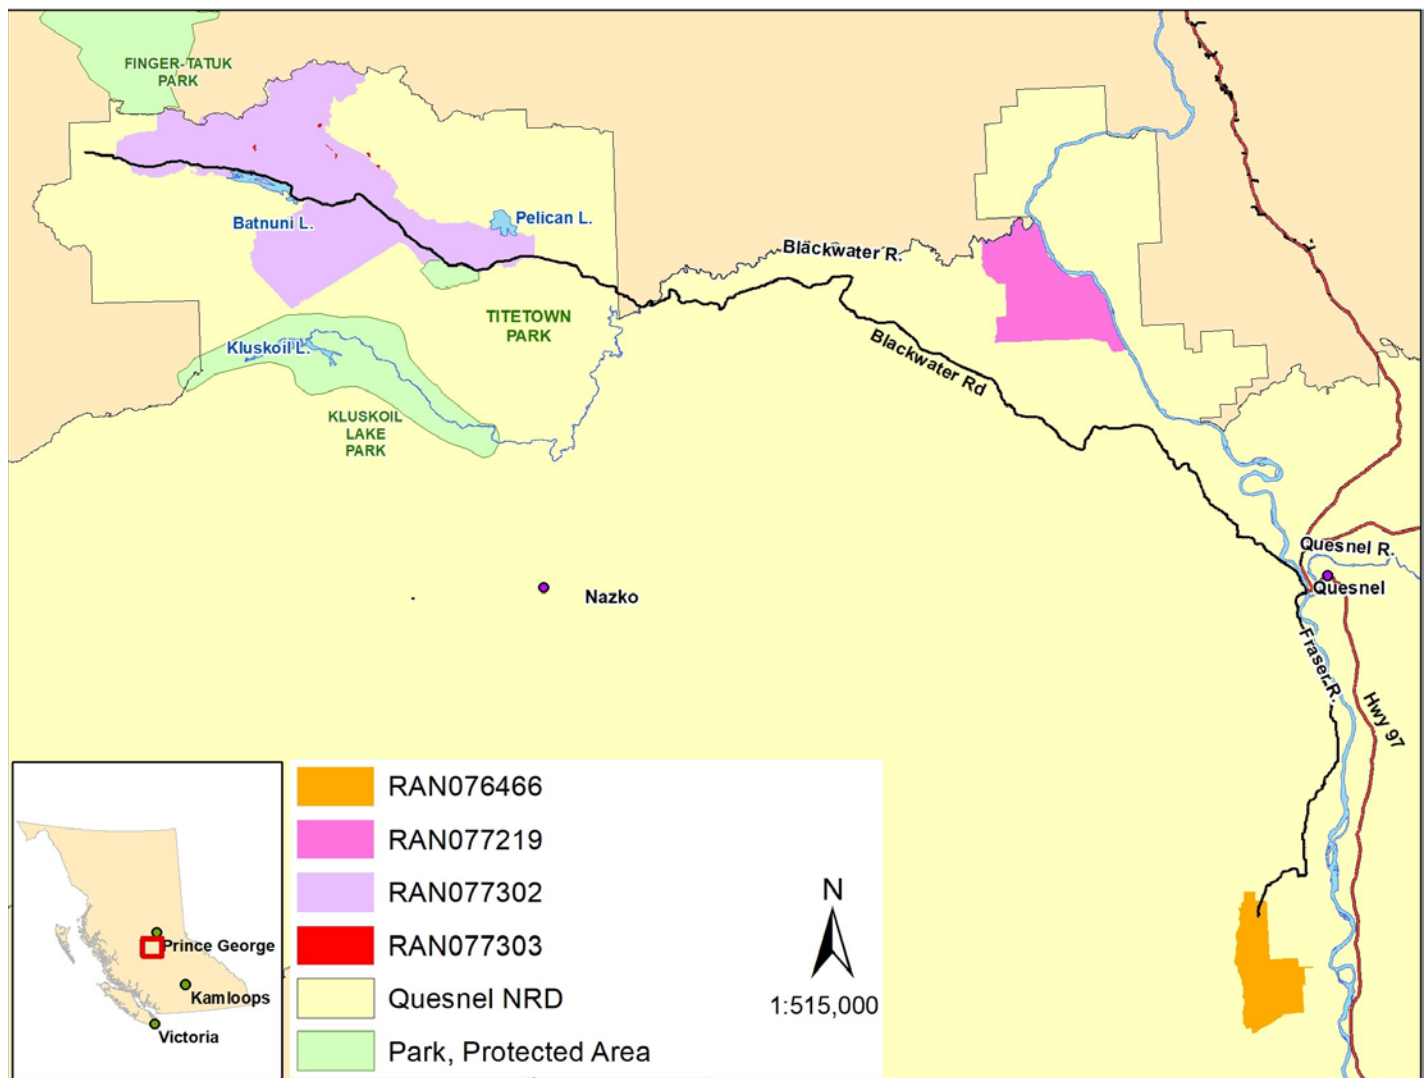 FINGER-TATUK
PARK
Batnuni L.
Pelican L.
Blackwater R.
TITETOWN
PARK
Kluskoil L.
Blackwater Rd
KLUSKOIL
LAKE
PARK
Quesnel R.
Quesnel
Nazko
Fraser R.
Hwy 97
RAN076466
RAN077219
RAN077302
RAN077303
Quesnel NRD
Park, Protected Area
N
1:515,000
Prince George
Kamloops
Victoria